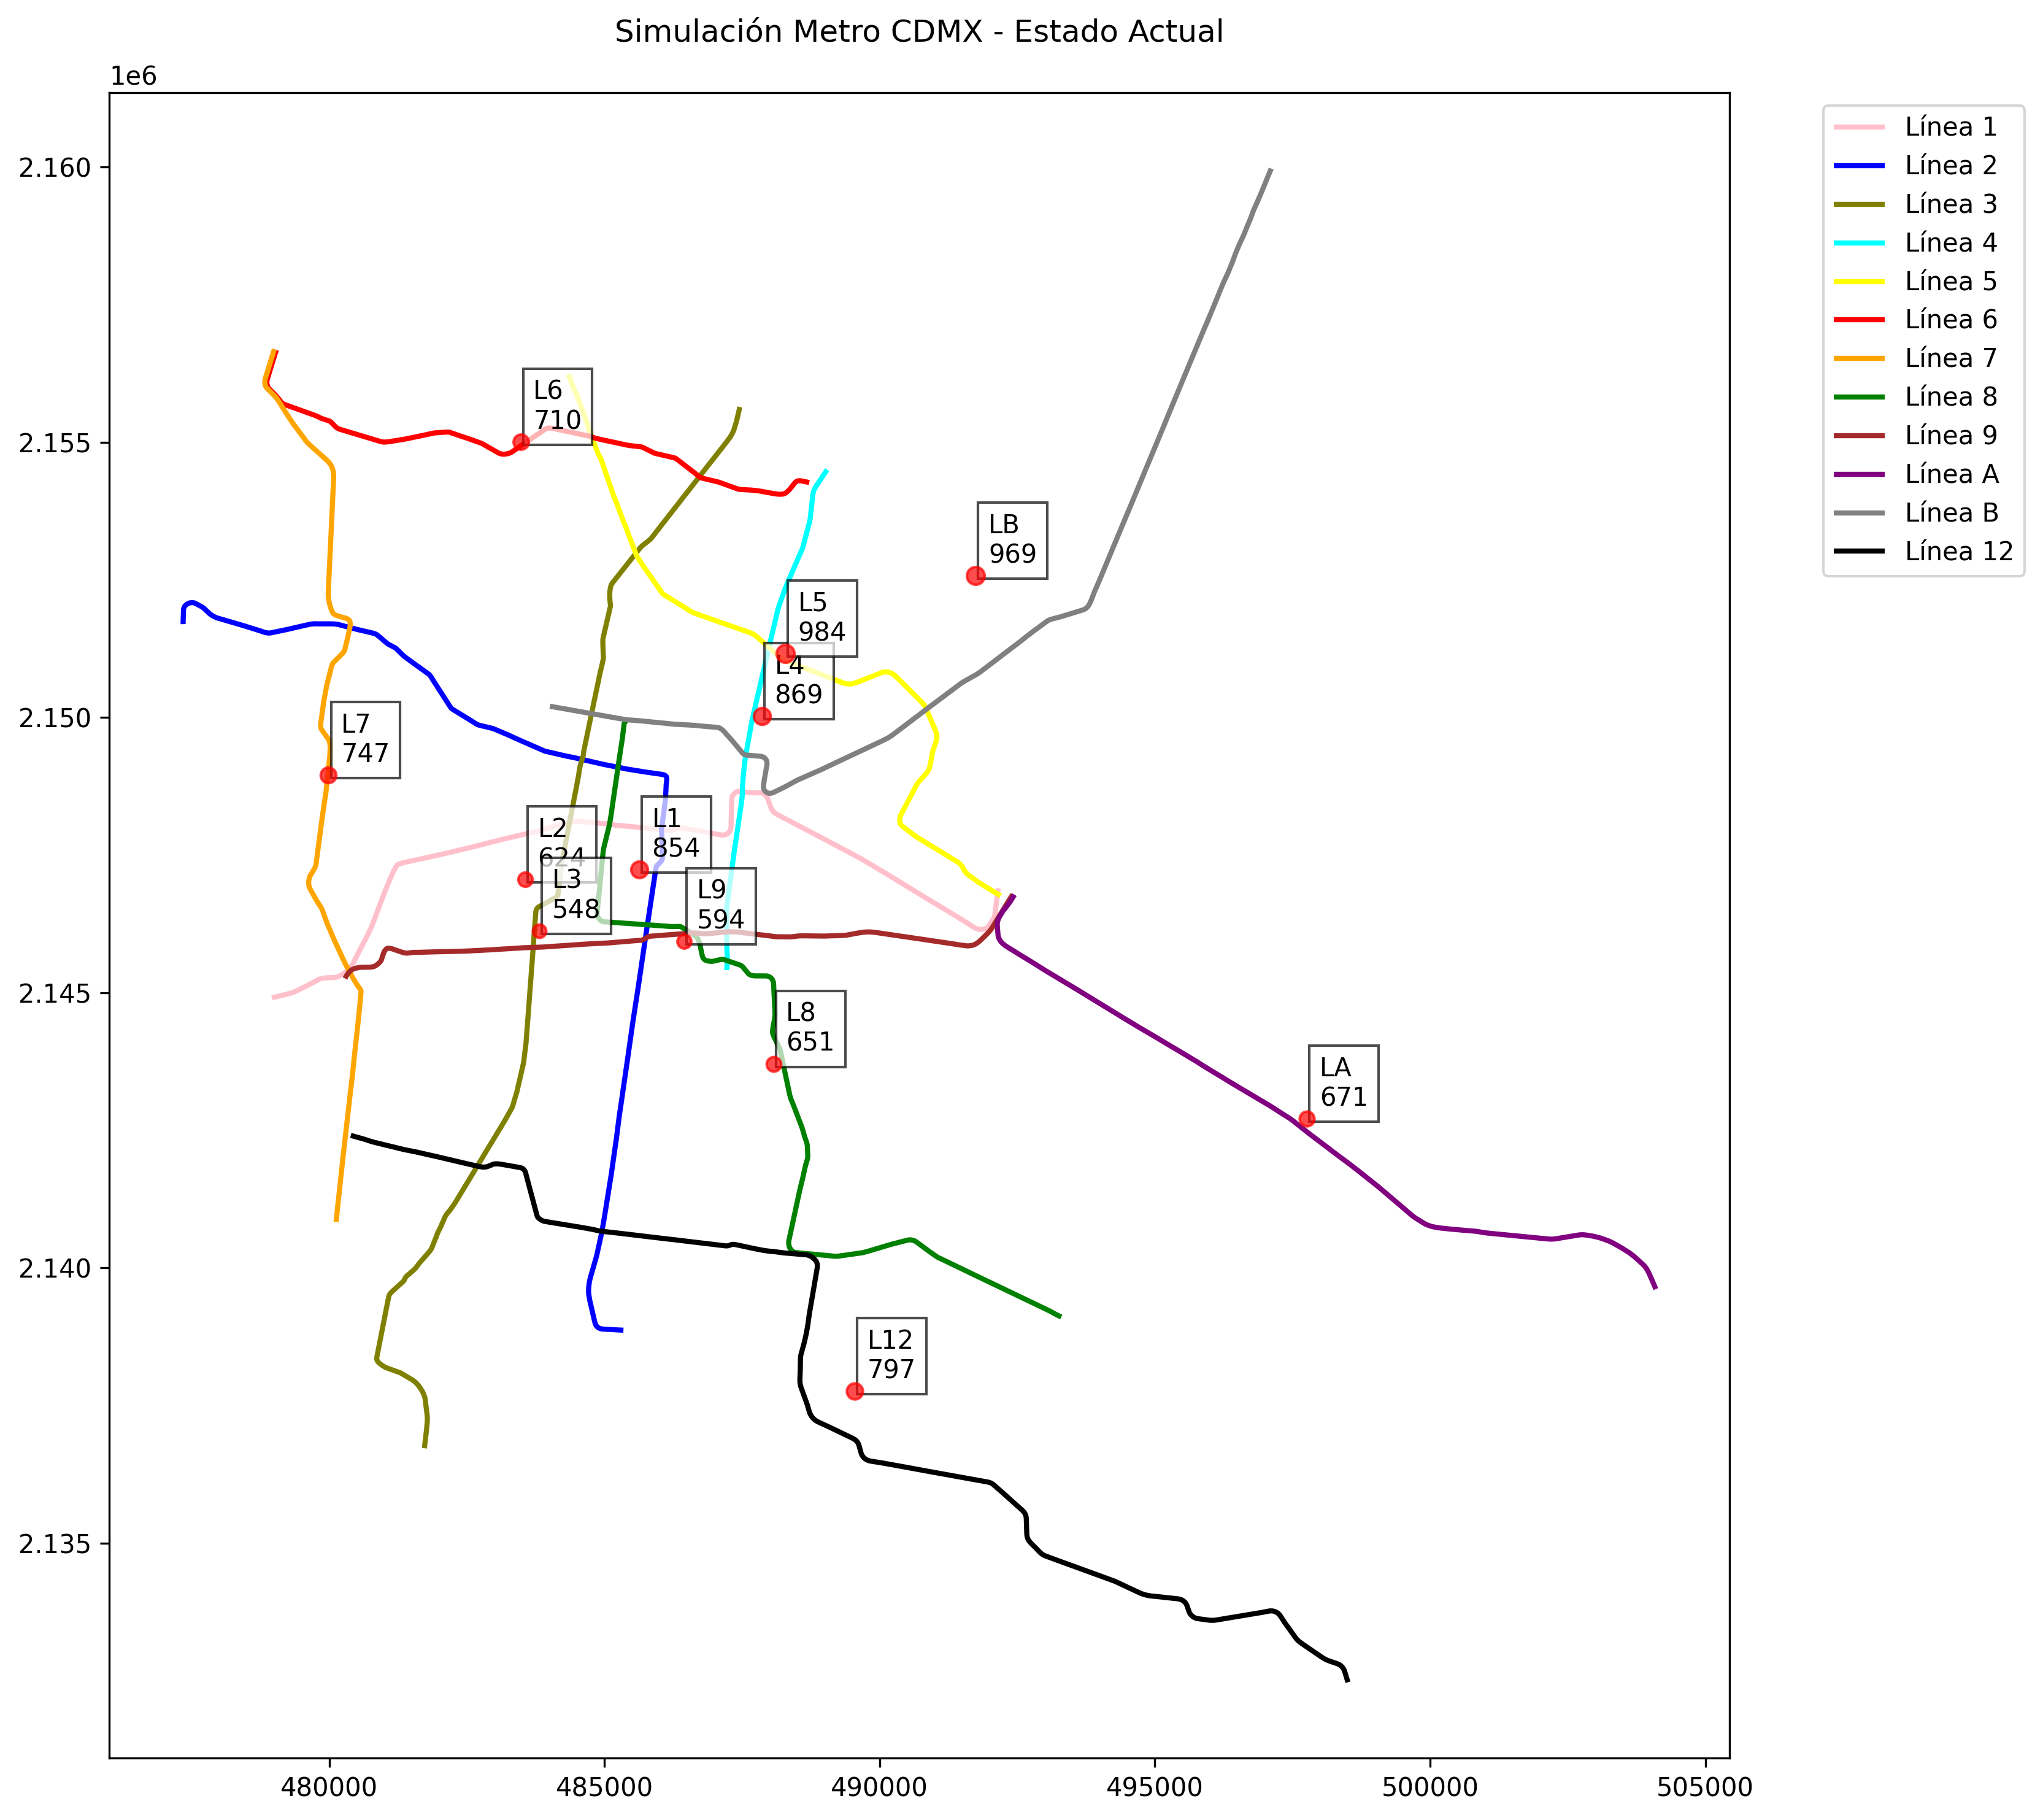 Simulación Metro CDMX - Estado Actual
1e6
2.160
2.155
2.150
2.145
2.140
2.135
480000
485000
490000
495000
500000
505000
Línea 1
Línea 2
Línea 3
Línea 4
Línea 5
Línea 6
Línea 7
Línea 8
Línea 9
Línea A
Línea B
Línea 12
L6
710
LB
969
L5
984
L4
869
L7
747
L1
854
L2
624
L3
548
L9
594
L8
651
LA
671
L12
797